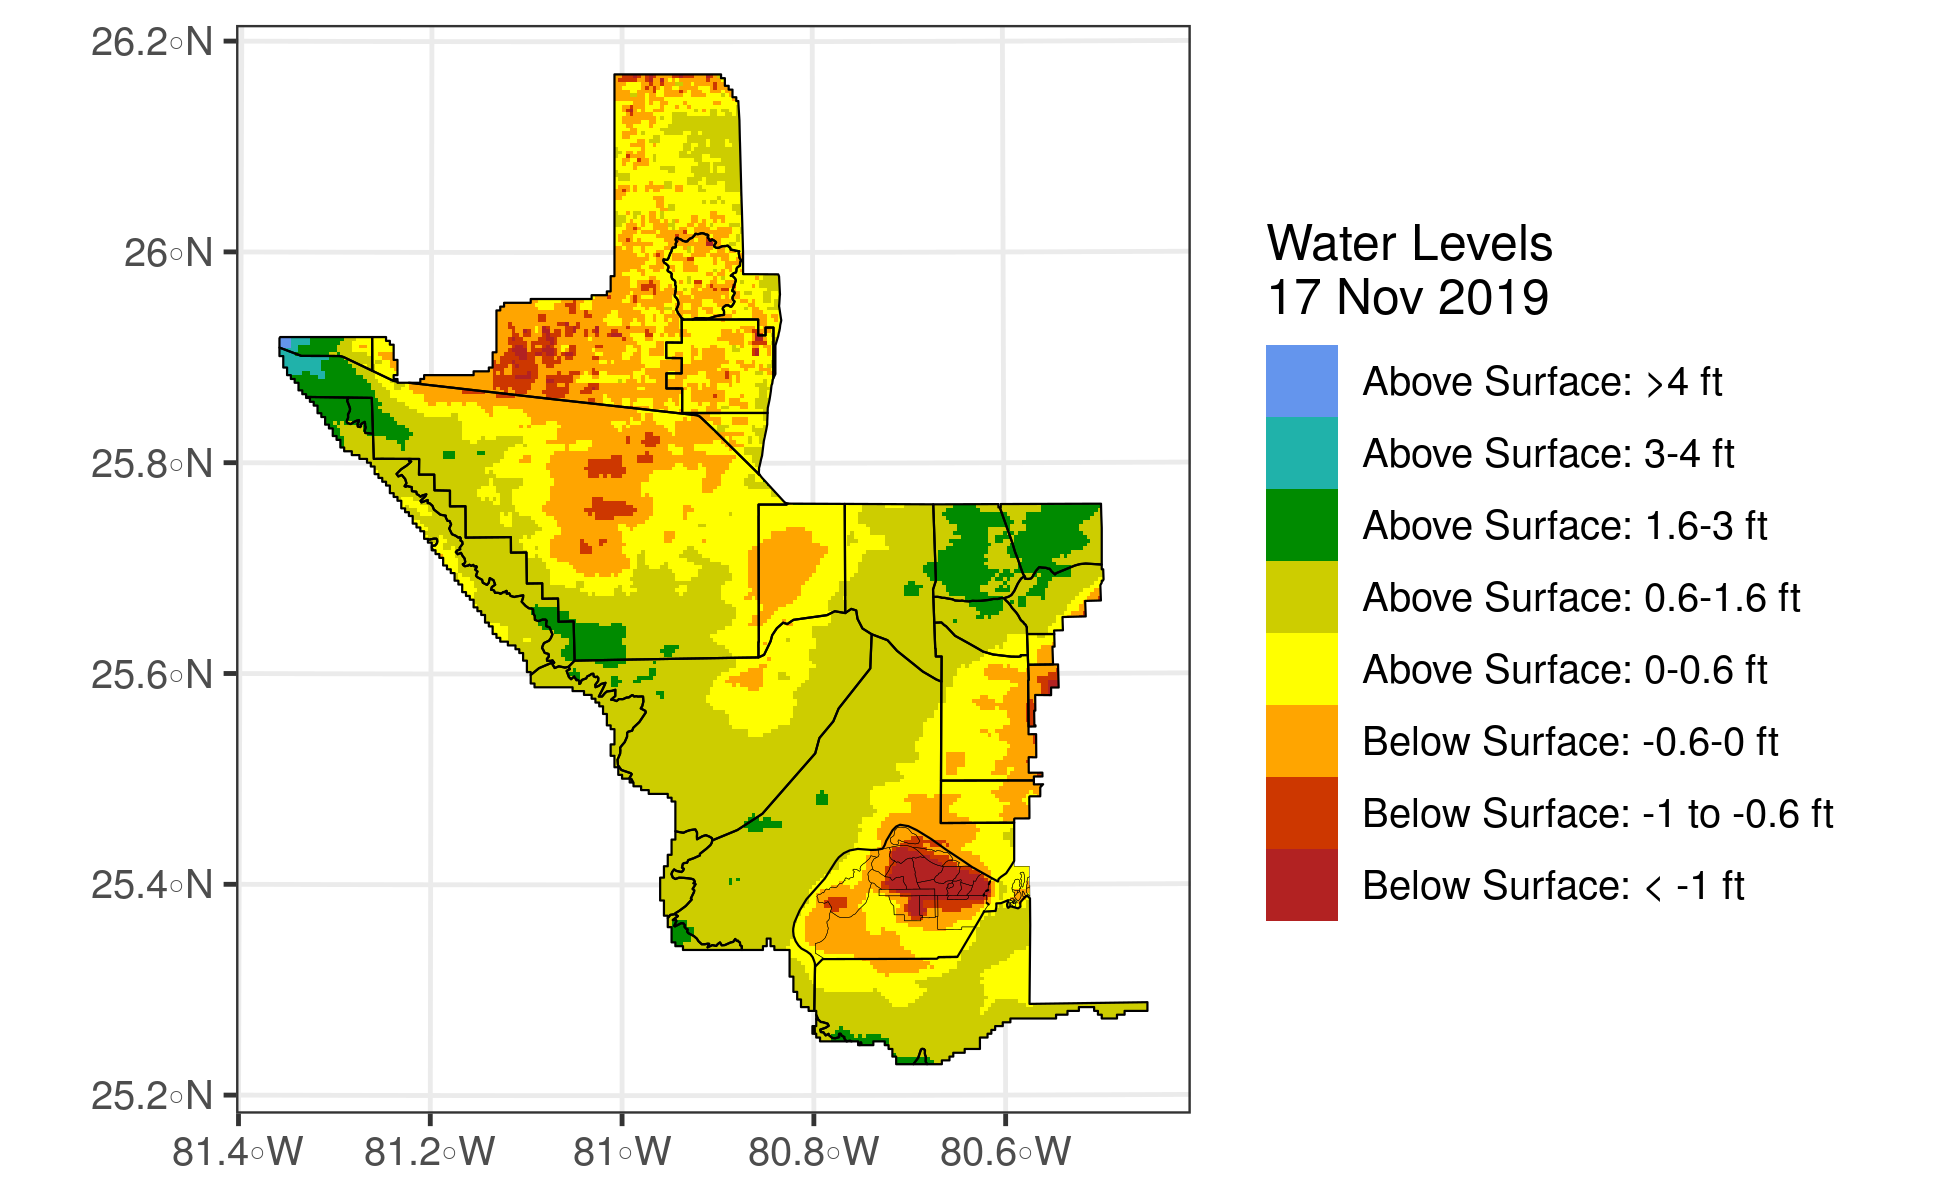 26.2°N
26°N
25.8°N
25.6°N
25.4°N
25.2°N
81.4°W
81.2°W
81°W
80.8°W
80.6°W
Water Levels
17 Nov 2019
Above Surface: >4 ft
Above Surface: 3-4 ft
Above Surface: 1.6-3 ft
Above Surface: 0.6-1.6 ft
Above Surface: 0-0.6 ft
Below Surface: -0.6-0 ft
Below Surface: -1 to -0.6 ft
Below Surface: < -1 ft